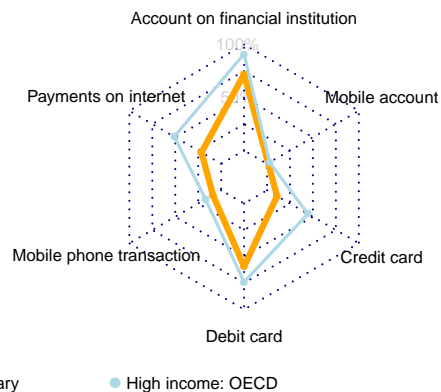 Account on financial institution
100%
Payments on internet
Mobile account
Mobile phone transaction
Credit card
Debit card
ary High income: OECD